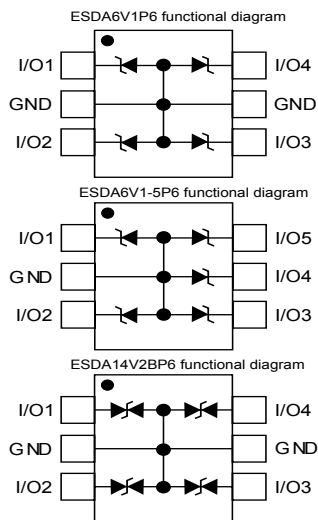 ESDA6V1P6 functional diagram
I/O1 I/O4
GND GND
I/O2 I/O3
ESDA6V1-5P6 functional diagram
I/O1 I/O5
GND I/O4
I/O2 I/O3
ESDA14V2BP6 functional diagram
I/O1 I/O4
GND GND
I/O2 I/O3